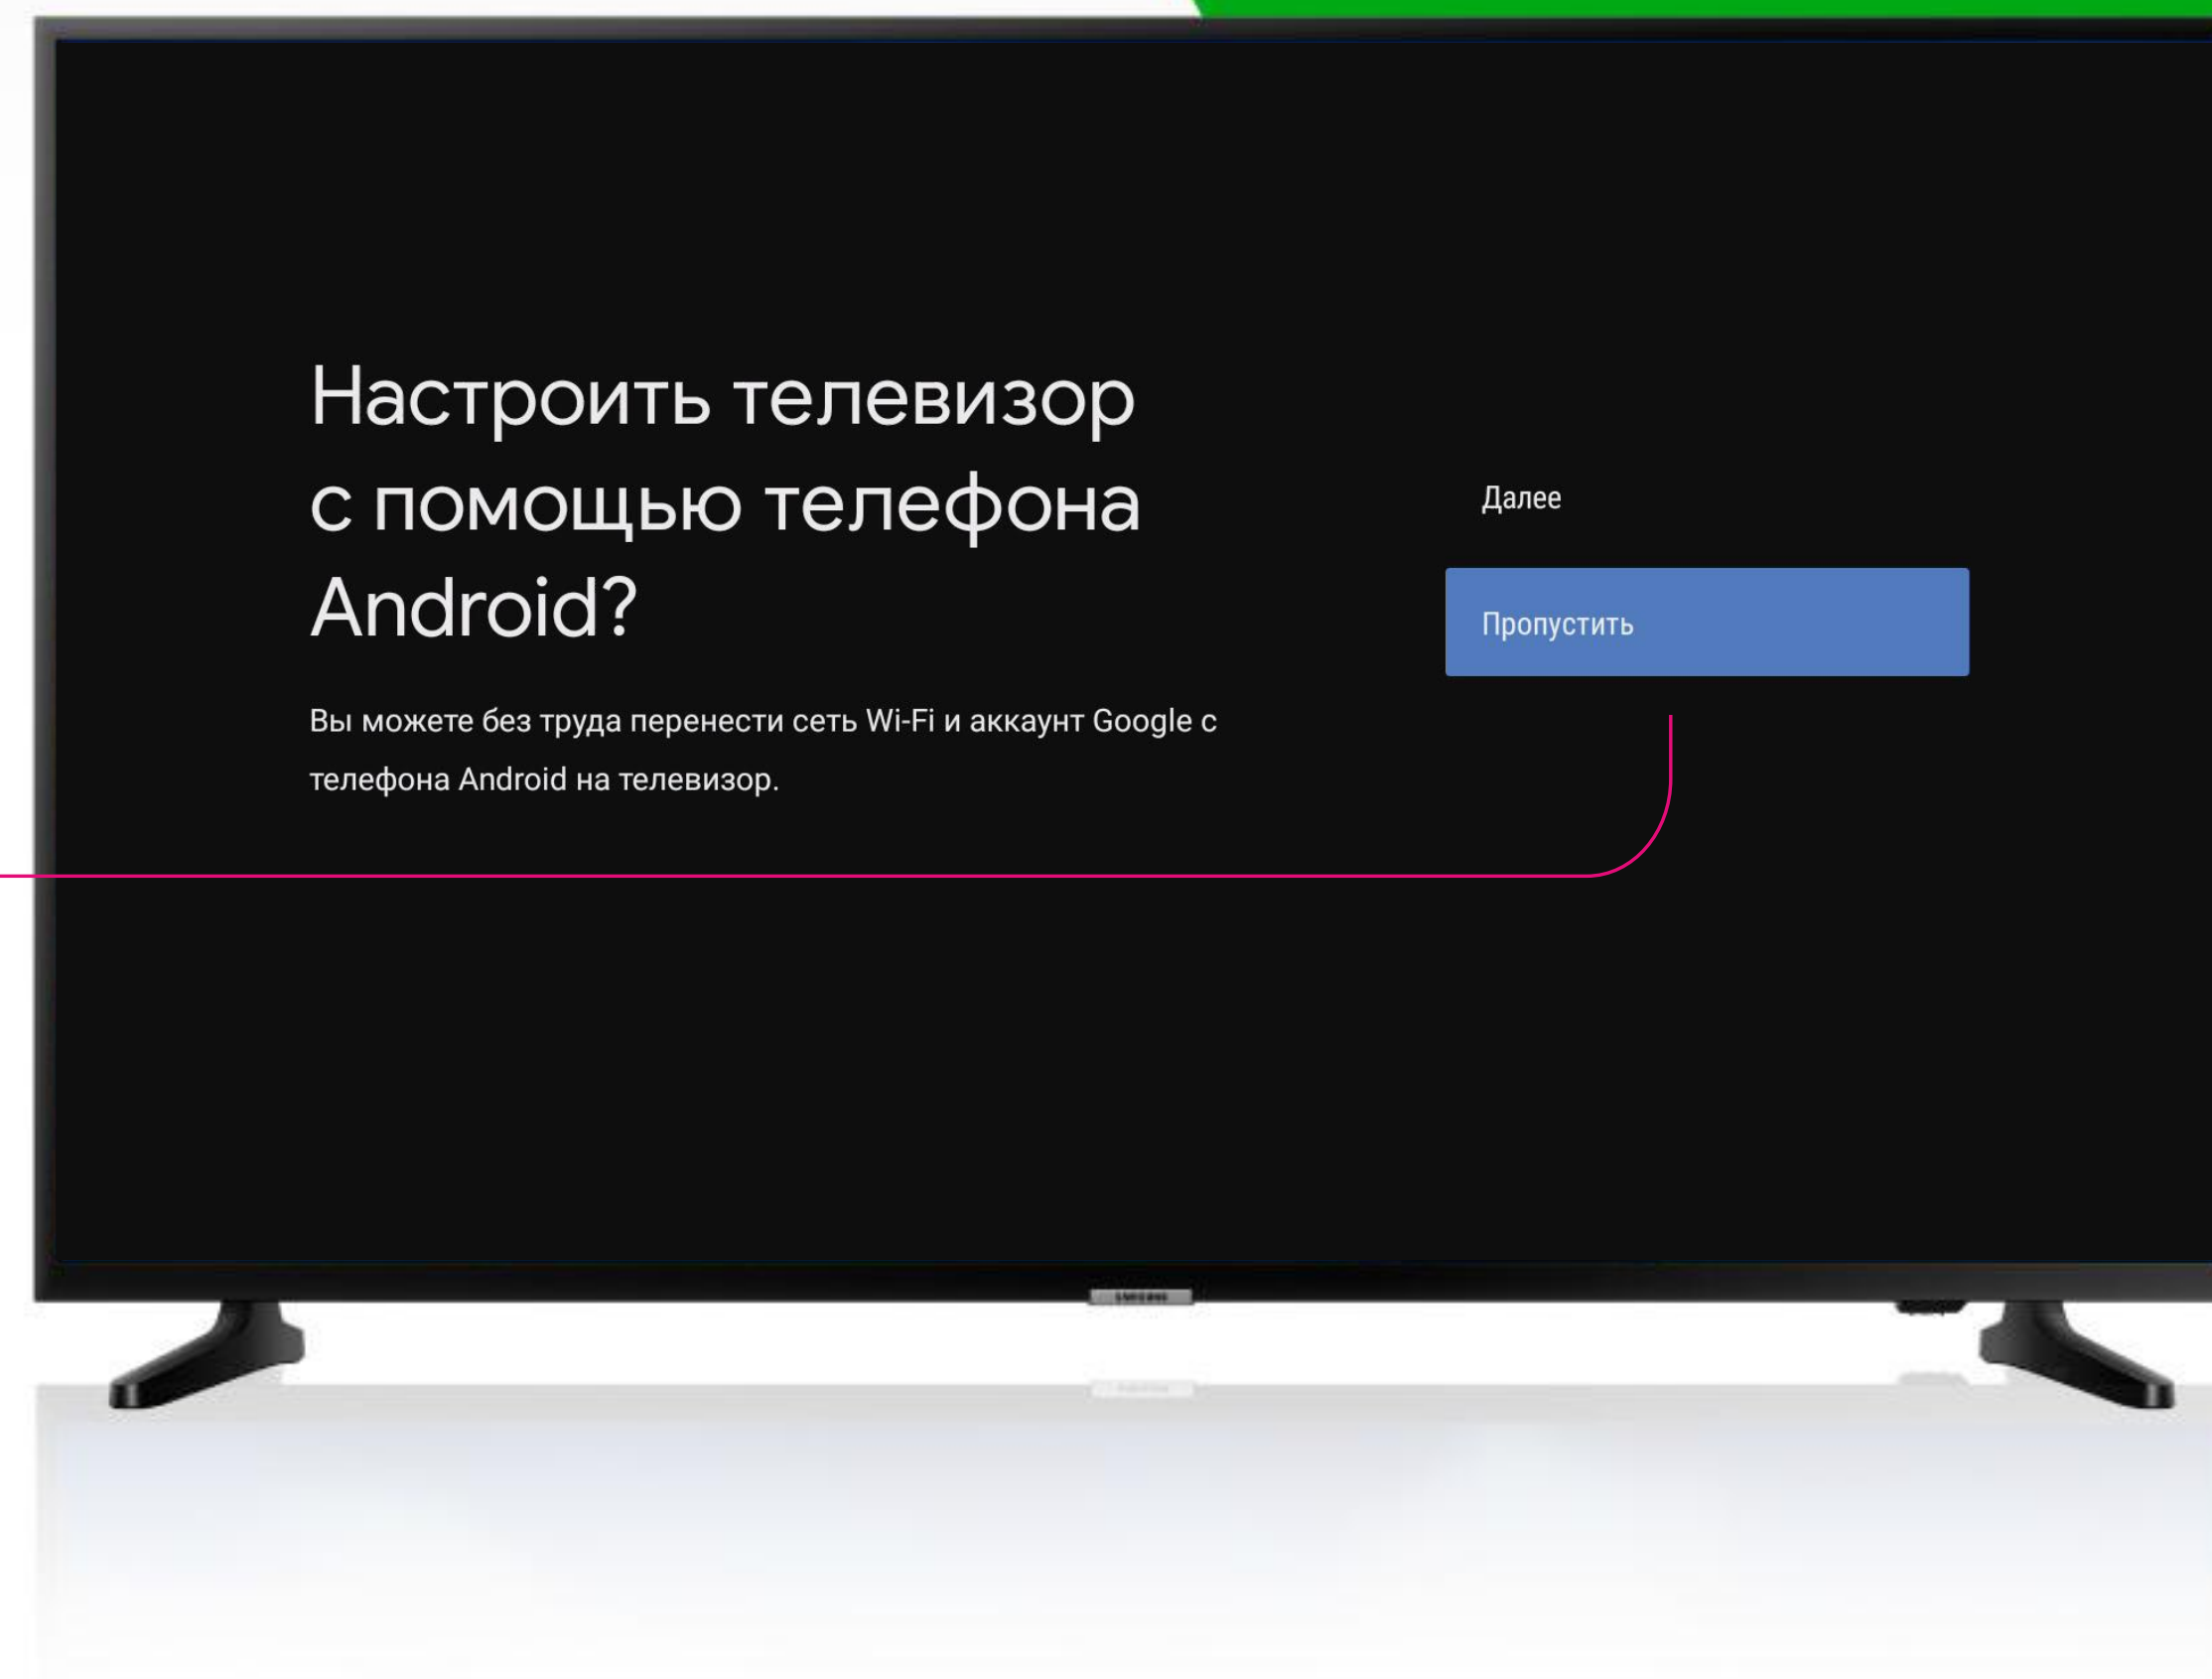 Настроить телевизор
с помощью телефона
Android?
Вы можете без труда перенести сеть Wi-Fi и аккаунт Google с
телефона Android на телевизор.
Далее
Пропустить